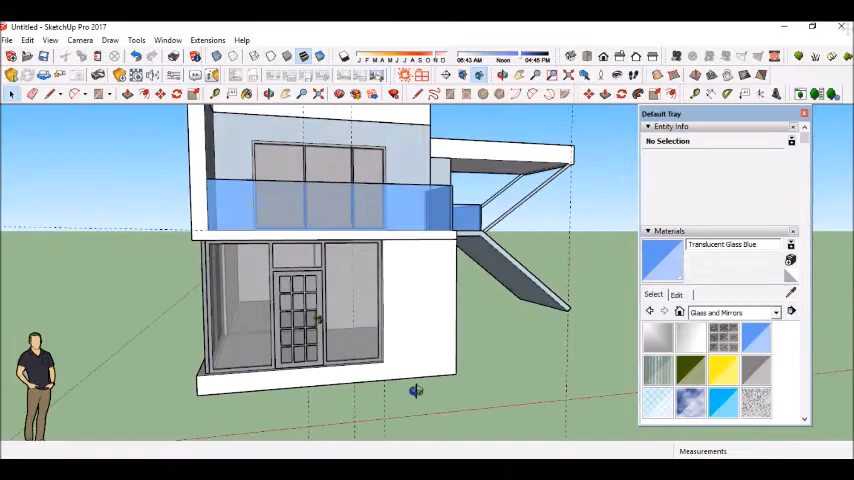 Untitled - SketchUp Pro 2017
File Edit View Camera Draw Tools Window Extensions Help
J F M A M J J A S O N D
06:43 AM Noon 04:45 PM
Default Tray
Entity Info
No Selection
Materials
Translucent Glass Blue
Select Edit
Glass and Mirrors
Measurements